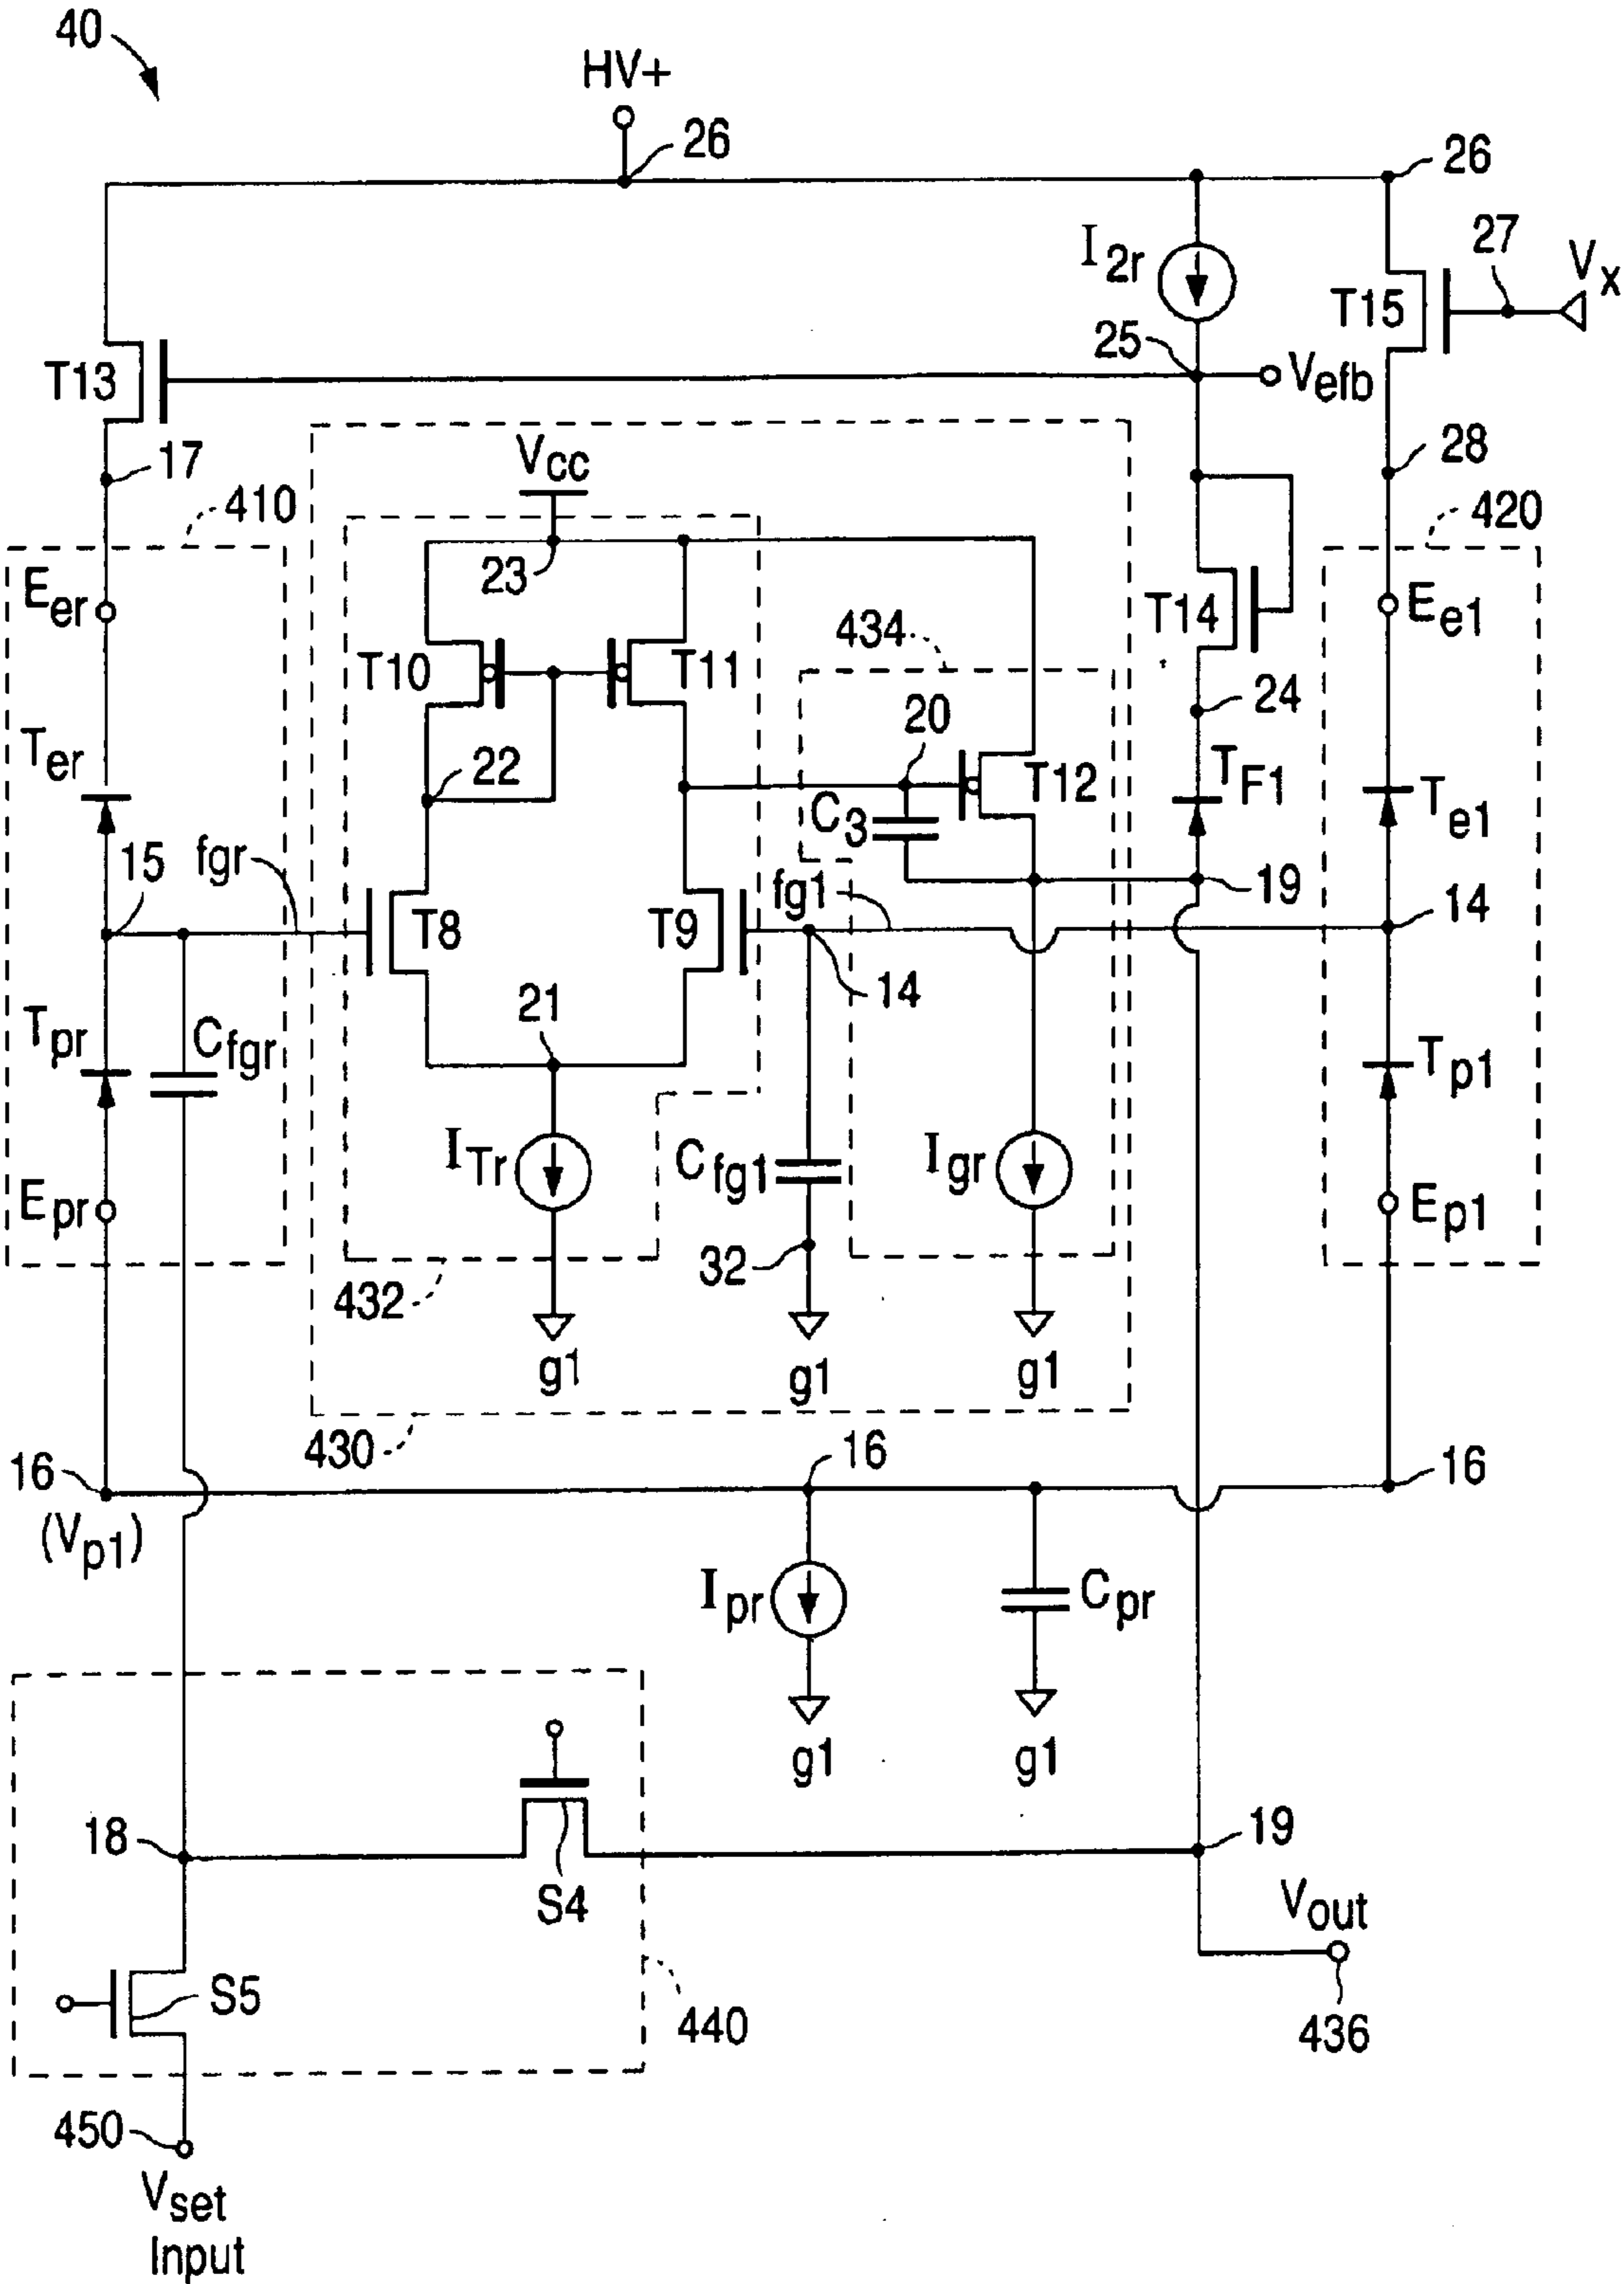 40
HV+
26
26
I2r
27
Vx
T15
T13
25
Vefb
17
Vcc
28
410
420
23
Eer
T14
Ee1
434
T10
T11
24
Ter
20
T12
TF1
22
C3
Te1
15
fgr
fg1
19
14
T8
T9
14
21
Tpr
Cfgr
Tp1
ITr
Cfg1
Igr
Epr
Ep1
32
432
g1
g1
g1
430
16
16
16
(Vp1)
Ipr
Cpr
g1
g1
18
19
S4
Vout
S5
440
436
450
Vset
Input